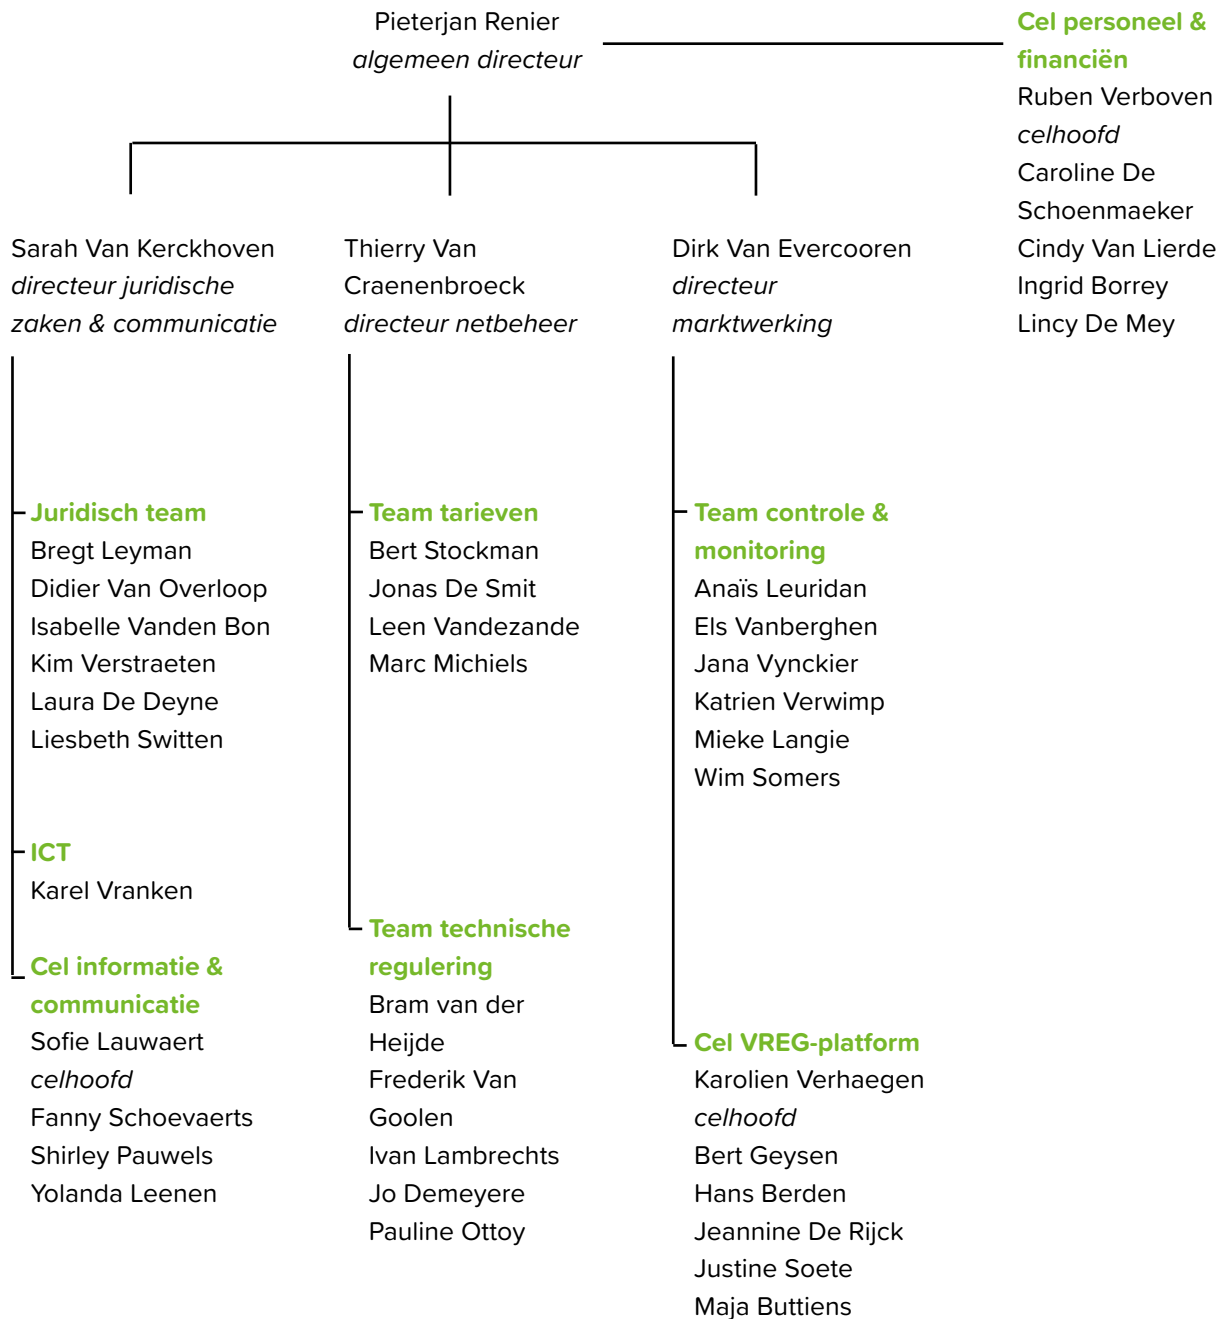 Pieterjan Renier
algemeen directeur
Cel personeel &
financiën
Ruben Verboven
celhoofd
Caroline De
Schoenmaeker
Cindy Van Lierde
Ingrid Borrey
Lincy De Mey
Sarah Van Kerckhoven
directeur juridische
zaken & communicatie
Juridisch team
Bregt Leyman
Didier Van Overloop
Isabelle Vanden Bon
Kim Verstraeten
Laura De Deyne
Liesbeth Switten
ICT
Karel Vranken
Cel informatie &
communicatie
Sofie Lauwaert
celhoofd
Fanny Schoevaerts
Shirley Pauwels
Yolanda Leenen
Thierry Van
Craenenbroeck
directeur netbeheer
Team tarieven
Bert Stockman
Jonas De Smit
Leen Vandezande
Marc Michiels
Team technische
regulering
Bram van der
Heijde
Frederik Van
Goolen
Ivan Lambrechts
Jo Demeyere
Pauline Ottoy
Dirk Van Evercooren
directeur
marktwerking
Team controle &
monitoring
Anaïs Leuridan
Els Vanberghen
Jana Vynckier
Katrien Verwimp
Mieke Langie
Wim Somers
Cel VREG-platform
Karolien Verhaegen
celhoofd
Bert Geysen
Hans Berden
Jeannine De Rijck
Justine Soete
Maja Buttiens